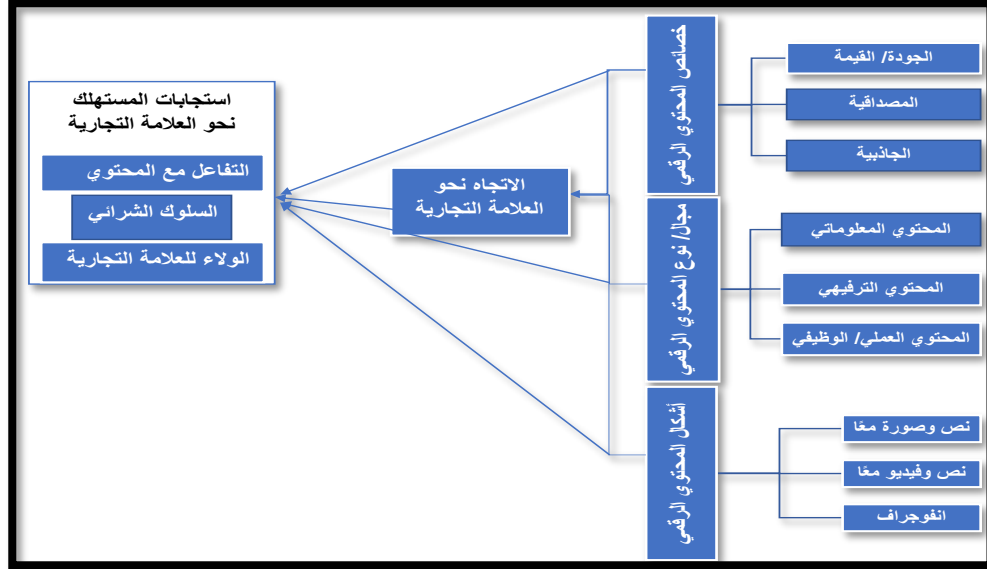 خصائص المحتوي الرقمي
الجودة/ القيمة
المصداقية
الجاذبية
مجال/ نوع المحتوي الرقمي
المحتوي المعلوماتي
المحتوي الترفيهي
المحتوي العملي/ الوظيفي
أشكال المحتوي الرقمي
نص وصورة معًا
نص وفيديو معًا
انفوجراف
الاتجاه نحو
العلامة التجارية
استجابات المستهلك
نحو العلامة التجارية
التفاعل مع المحتوي
السلوك الشرائي
الولاء للعلامة التجارية